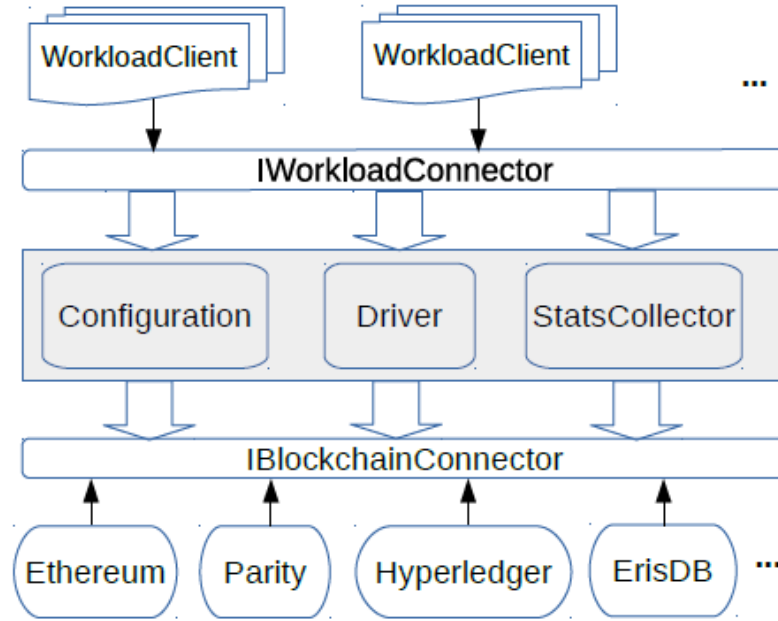 WorkloadClient
WorkloadClient
...
IWorkloadConnector
Configuration
Driver
StatsCollector
IBlockchainConnector
Ethereum
Parity
Hyperledger
ErisDB
...